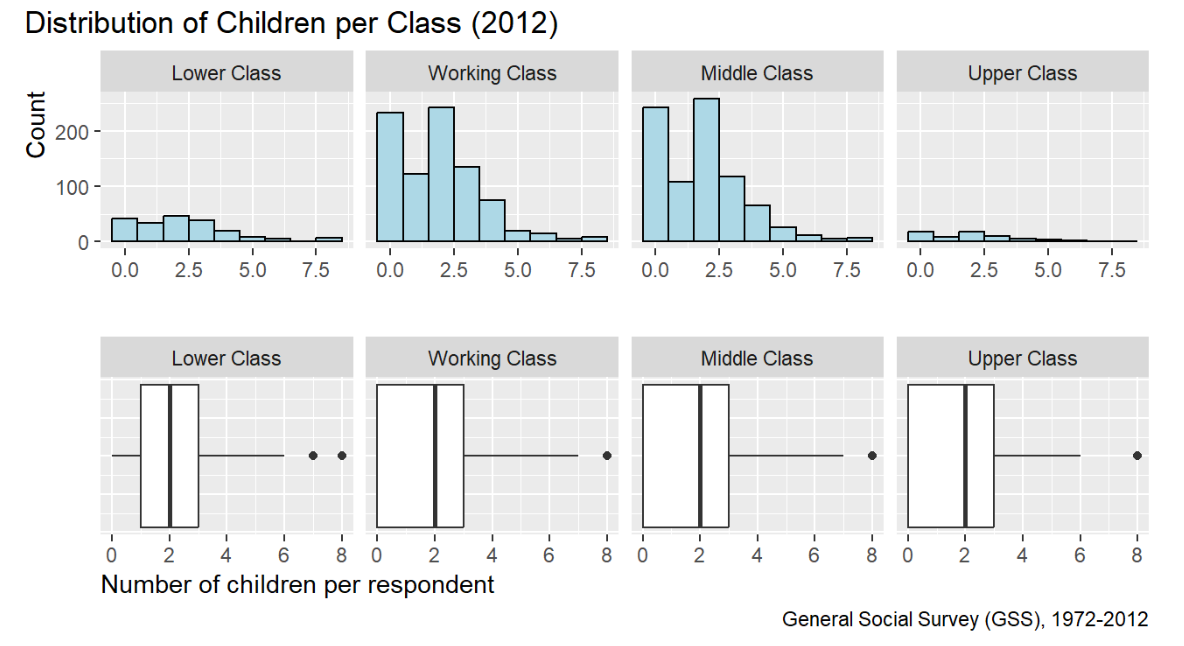 Distribution of Children per Class (2012)
Lower Class Working Class Middle Class Upper Class
Count
200
100
0
0.0 2.5 5.0 7.5 0.0 2.5 5.0 7.5 0.0 2.5 5.0 7.5 0.0 2.5 5.0 7.5
Lower Class Working Class Middle Class Upper Class
0 2 4 6 8 0 2 4 6 8 0 2 4 6 8 0 2 4 6 8
Number of children per respondent
General Social Survey (GSS), 1972-2012